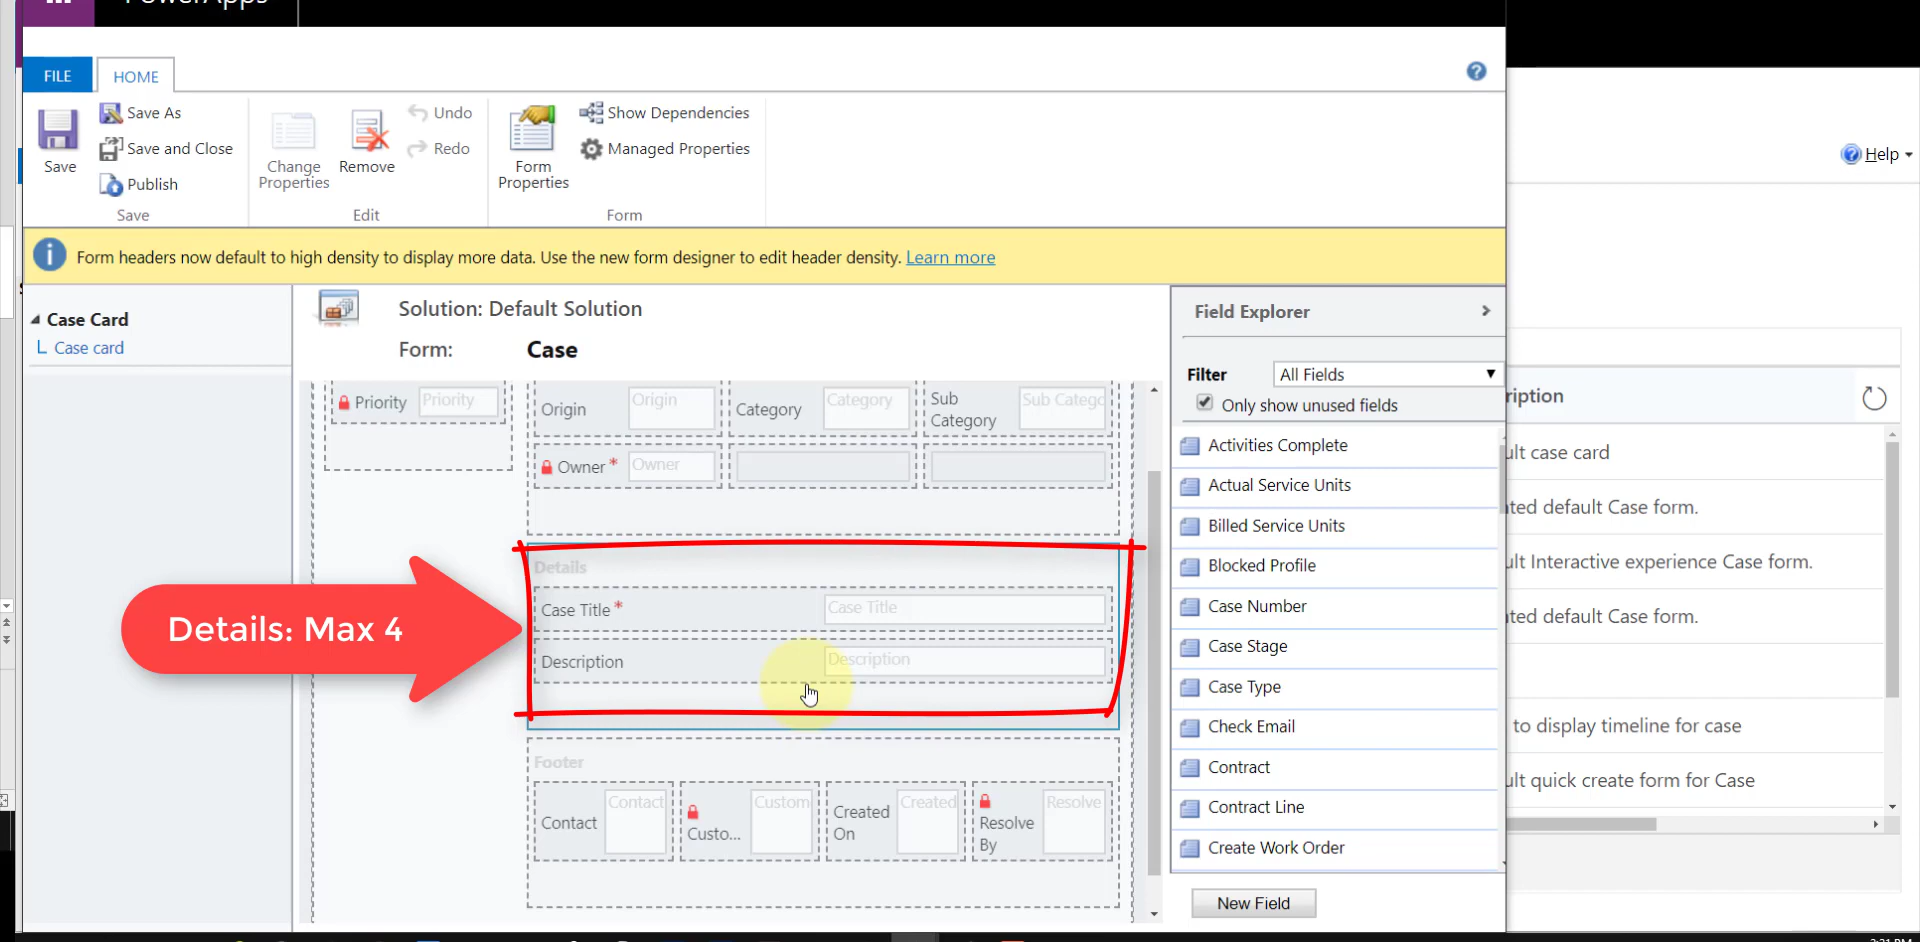 PowerApps
FILE
HOME
Save
Save As
Save and Close
Publish
Save
Change
Properties
Remove
Undo
Redo
Edit
Form
Properties
Show Dependencies
Managed Properties
Form
Help
Form headers now default to high density to display more data. Use the new form designer to edit header density. Learn more
Case Card
Case card
Solution: Default Solution
Form: Case
Priority Priority
Origin Origin
Category Category
Sub
Category
Sub Catego
Owner * Owner
Details: Max 4
Details
Case Title * Case Title
Description Description
Footer
Contact Contact
Custo... Custom
Created
On
Created
Resolve
By
Resolve
Field Explorer
Filter All Fields
Only show unused fields
Activities Complete
Actual Service Units
Billed Service Units
Blocked Profile
Case Number
Case Stage
Case Type
Check Email
Contract
Contract Line
Create Work Order
New Field
ription
ult case card
ted default Case form.
ult Interactive experience Case form.
ted default Case form.
to display timeline for case
ult quick create form for Case